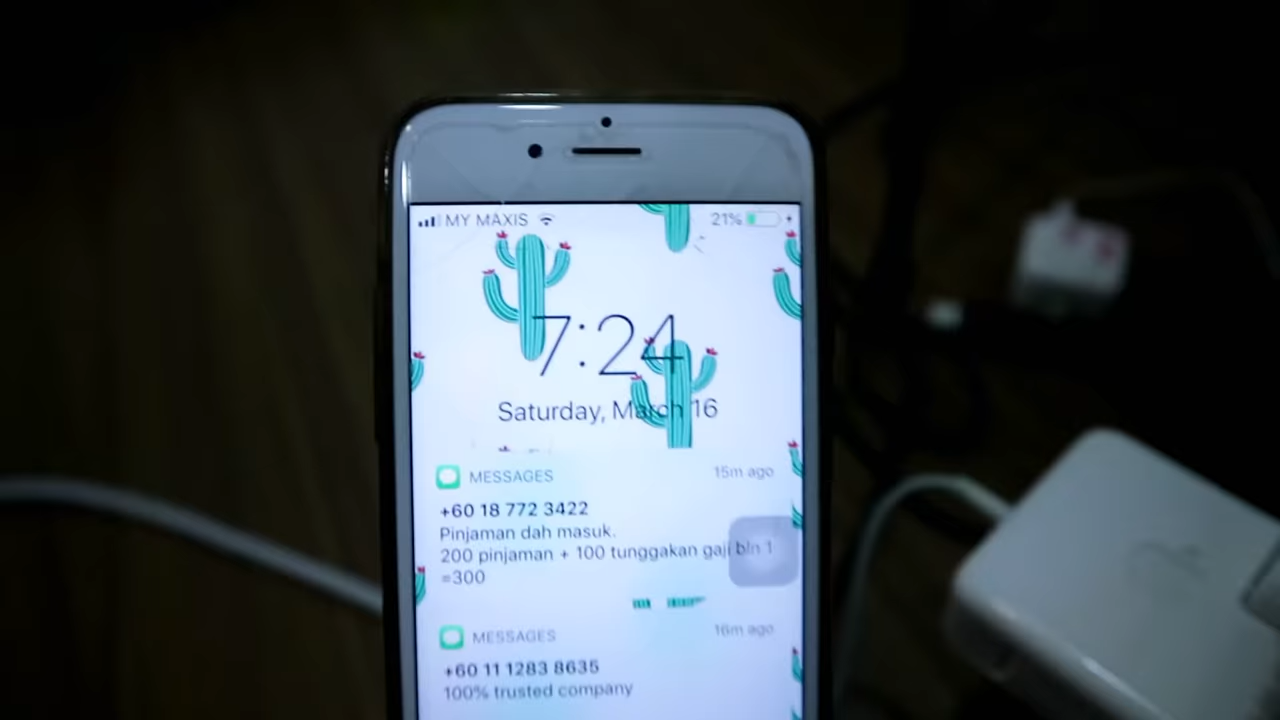 MY MAXIS 21%
7:24
Saturday, March 16
MESSAGES 15m ago
+60 18 772 3422
Pinjaman dah masuk.
200 pinjaman + 100 tunggakan gaji bln 1
=300
MESSAGES 16m ago
+60 11 1283 8635
100% trusted company